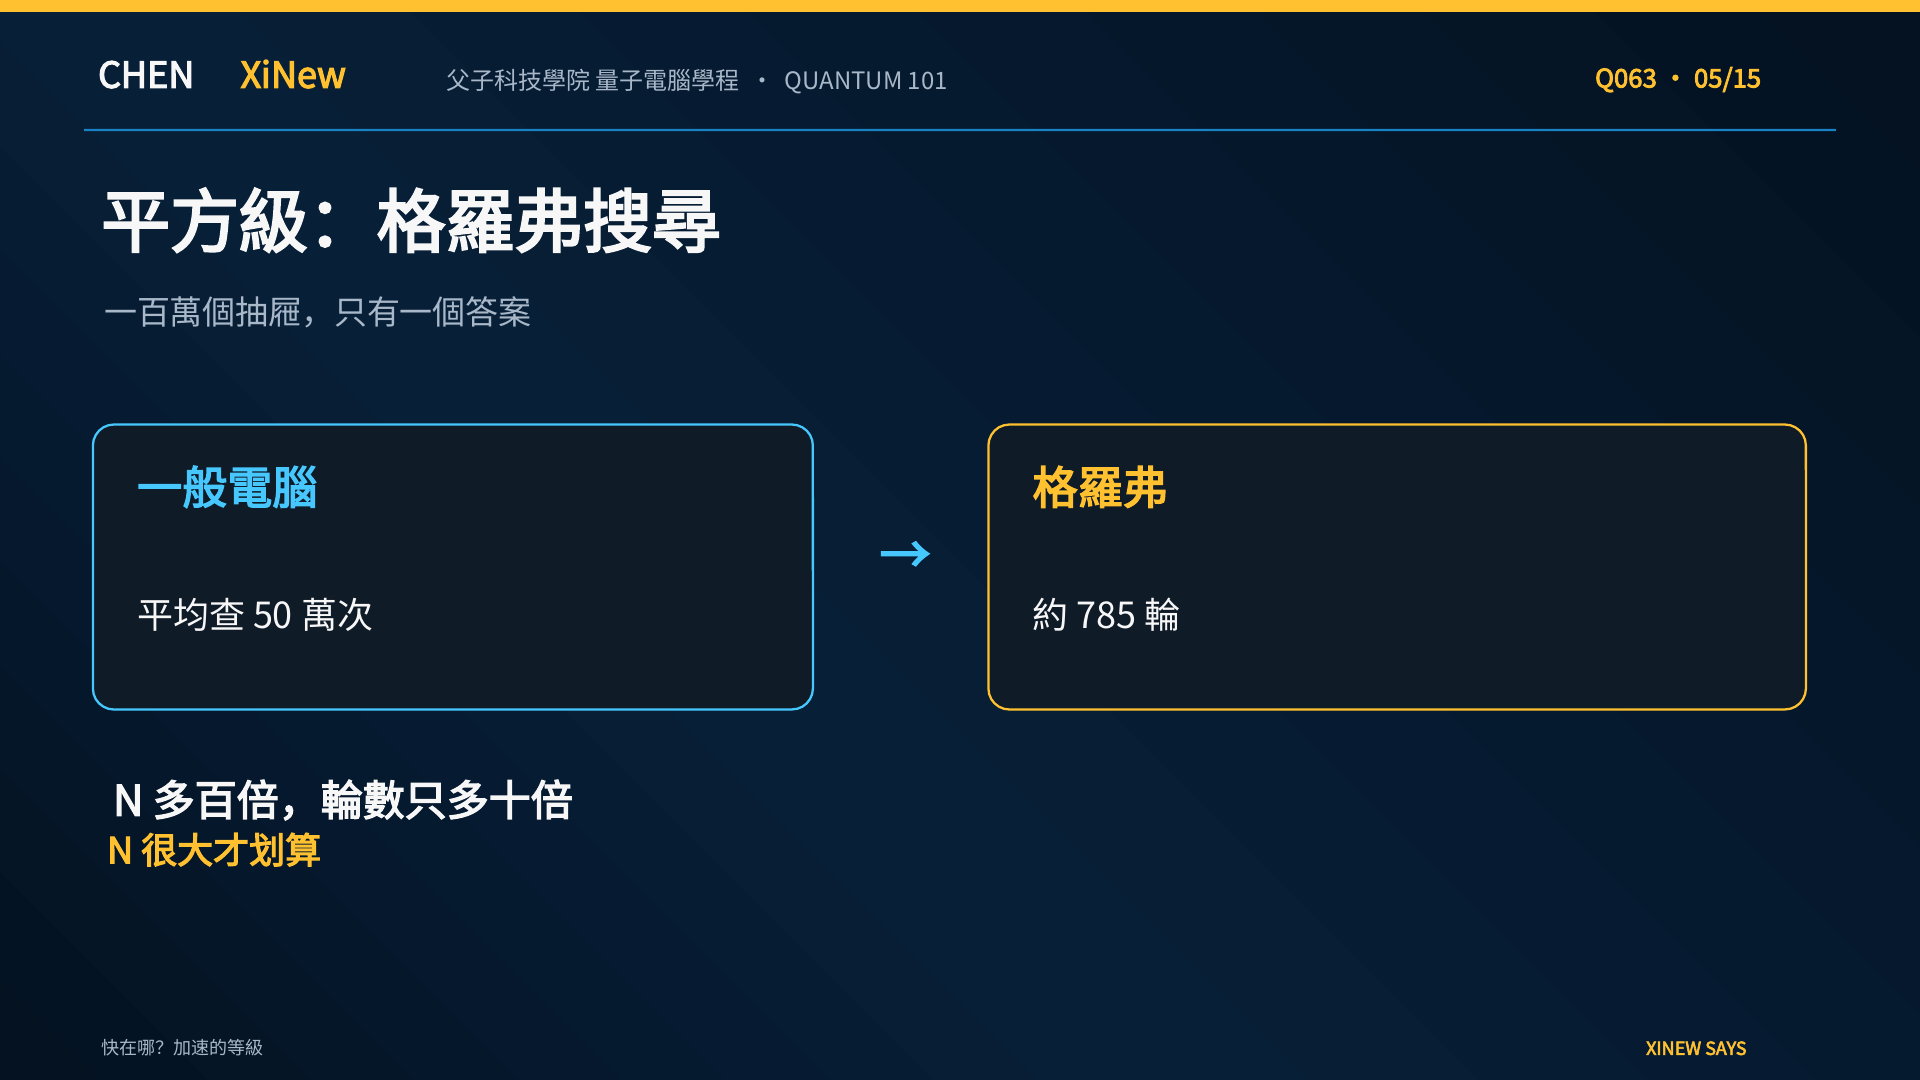 CHEN XiNew 父子科技學院 量子電腦學程 • QUANTUM 101 Q063 • 05/15
平方級：格羅弗搜尋
一百萬個抽屜，只有一個答案
一般電腦
平均查 50 萬次
→
格羅弗
約 785 輪
N 多百倍，輪數只多十倍
N 很大才划算
快在哪？加速的等級
XINEW SAYS